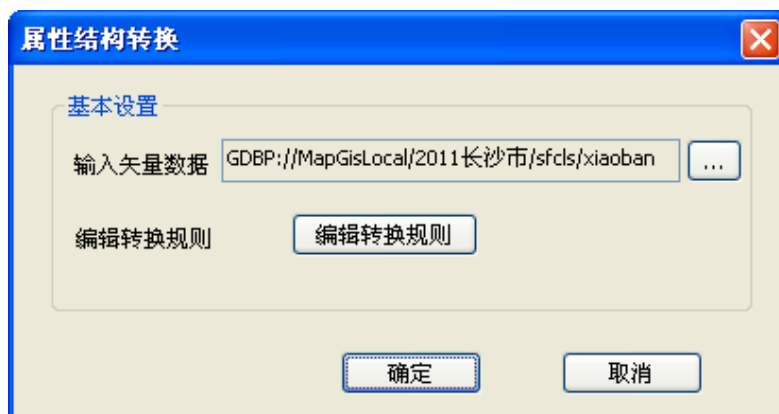 属性结构转换
基本设置
输入矢量数据 GDBP://MapGisLocal/2011长沙市/sfcls/xiaoban ...
编辑转换规则 编辑转换规则
确定 取消